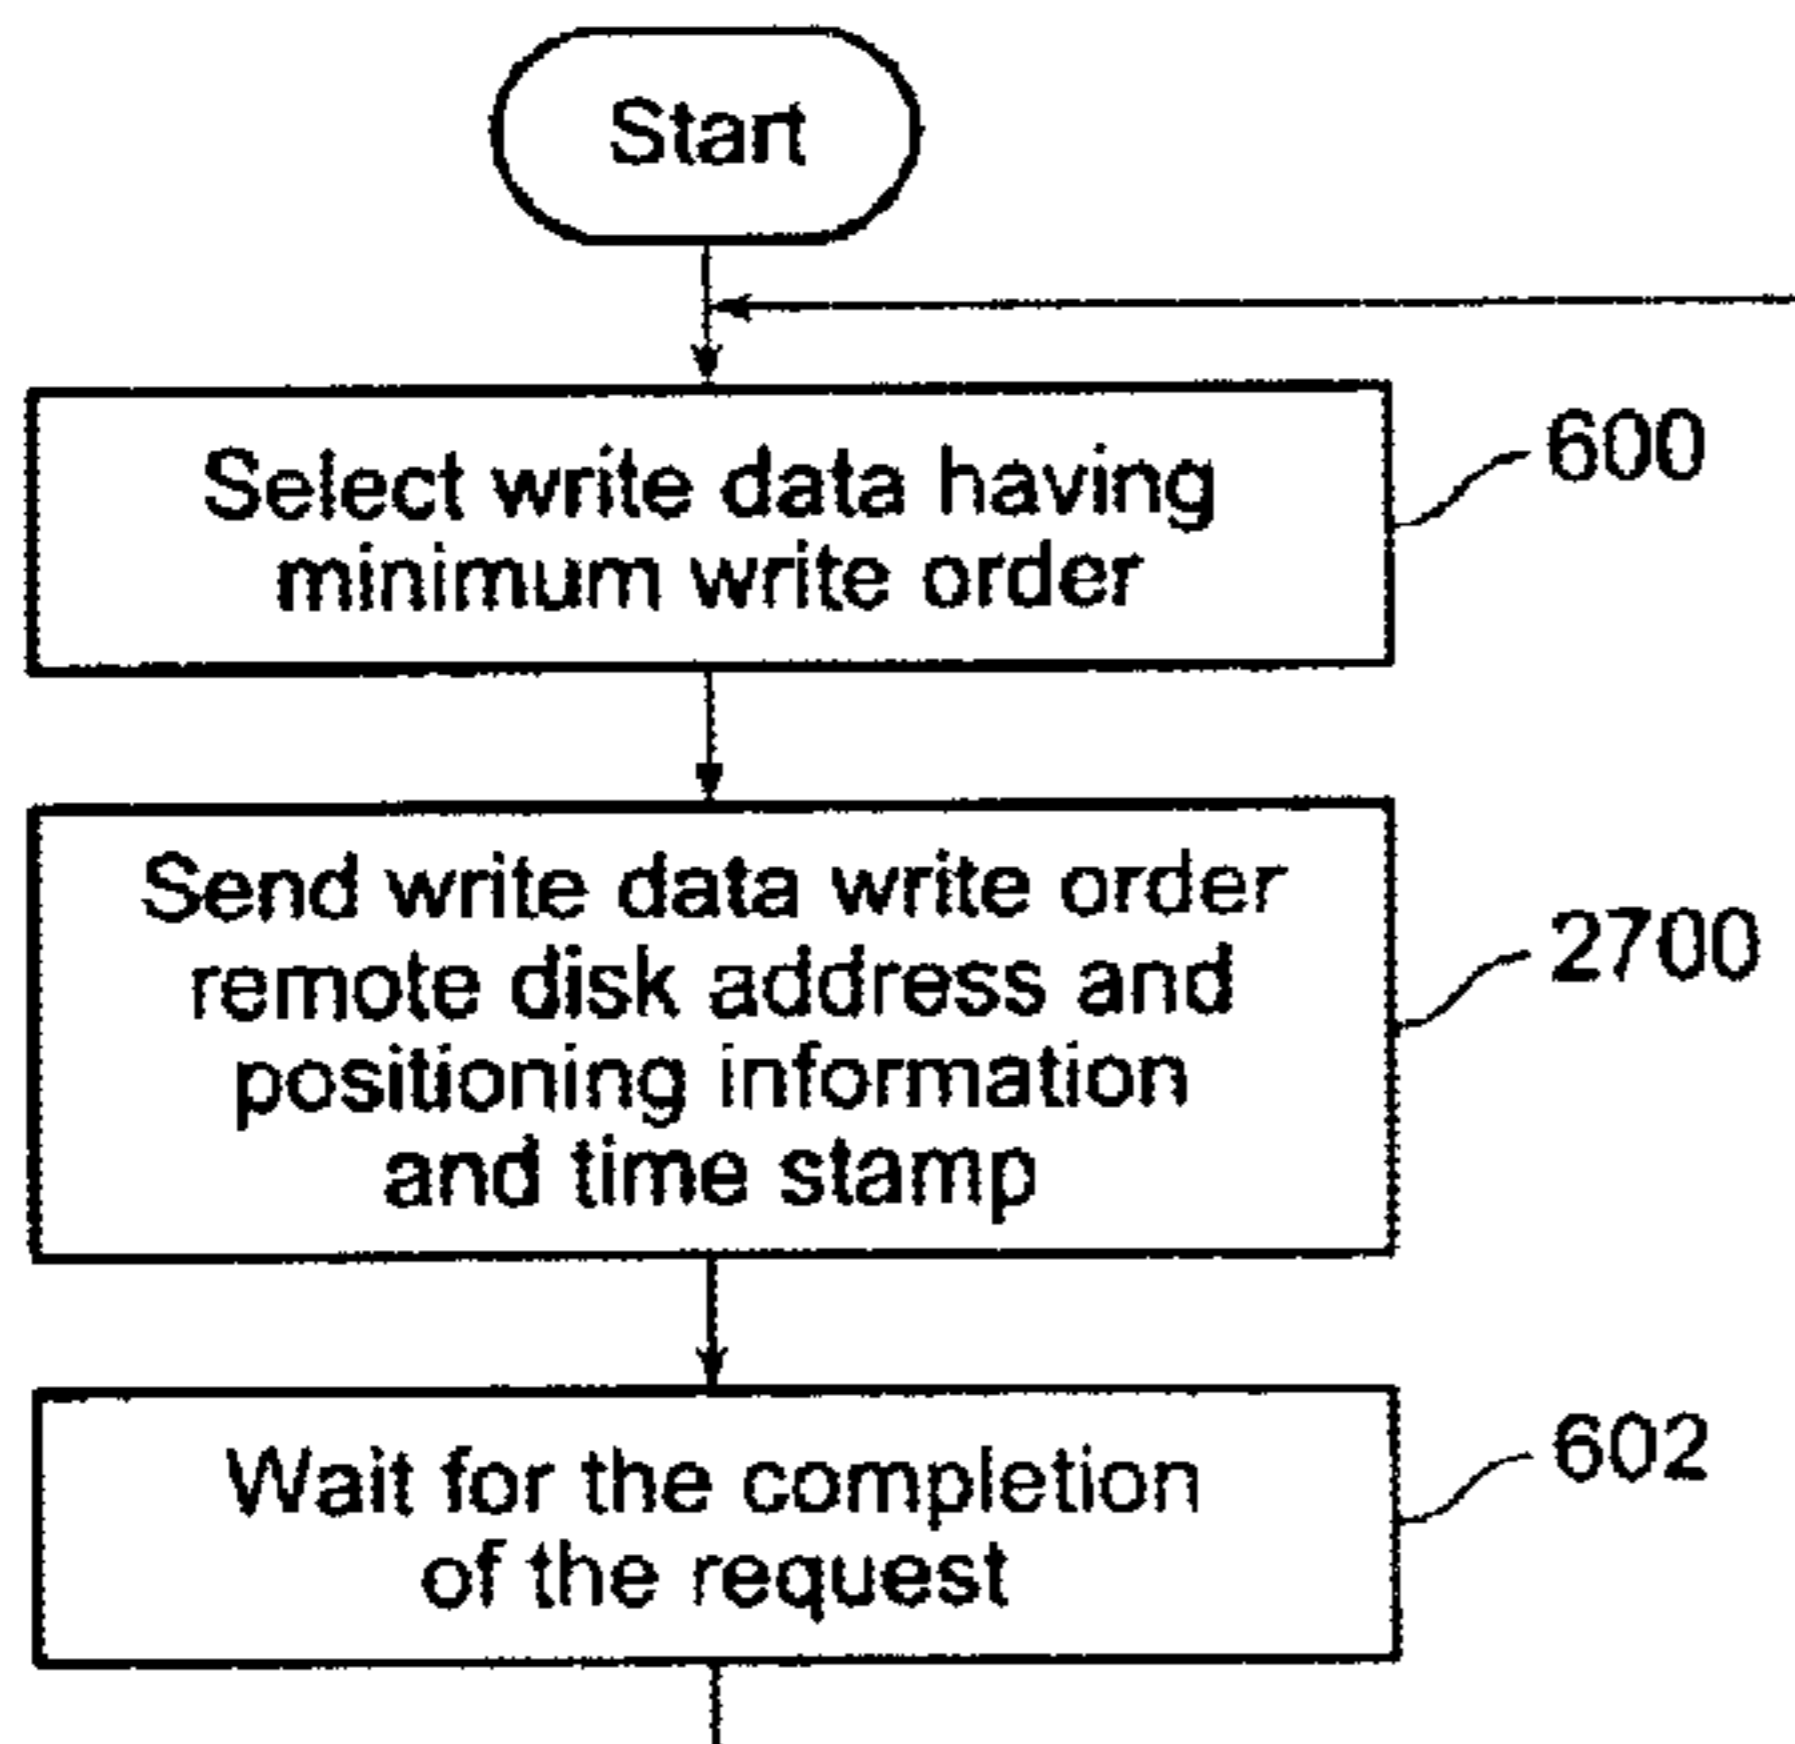 Start
Select write data having
minimum write order
600
Send write data write order
remote disk address and
positioning information
and time stamp
2700
Wait for the completion
of the request
602